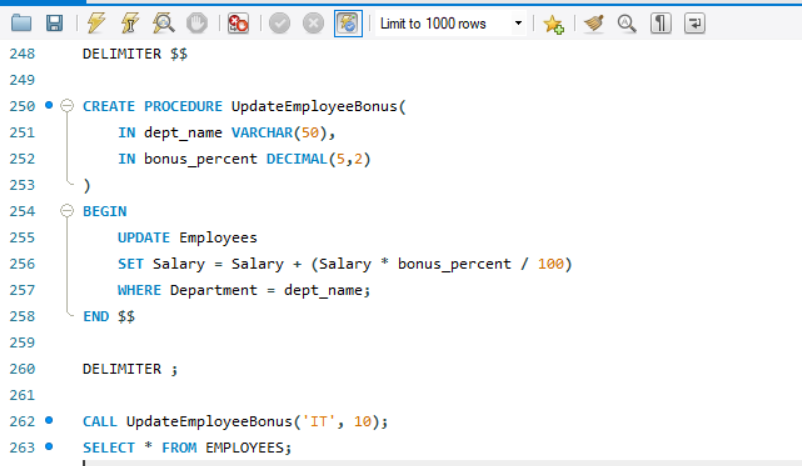 Limit to 1000 rows
248 DELIMITER $$
249
250 CREATE PROCEDURE UpdateEmployeeBonus(
251 IN dept_name VARCHAR(50),
252 IN bonus_percent DECIMAL(5,2)
253 )
254 BEGIN
255 UPDATE Employees
256 SET Salary = Salary + (Salary * bonus_percent / 100)
257 WHERE Department = dept_name;
258 END $$
259
260 DELIMITER ;
261
262 CALL UpdateEmployeeBonus('IT', 10);
263 SELECT * FROM EMPLOYEES;